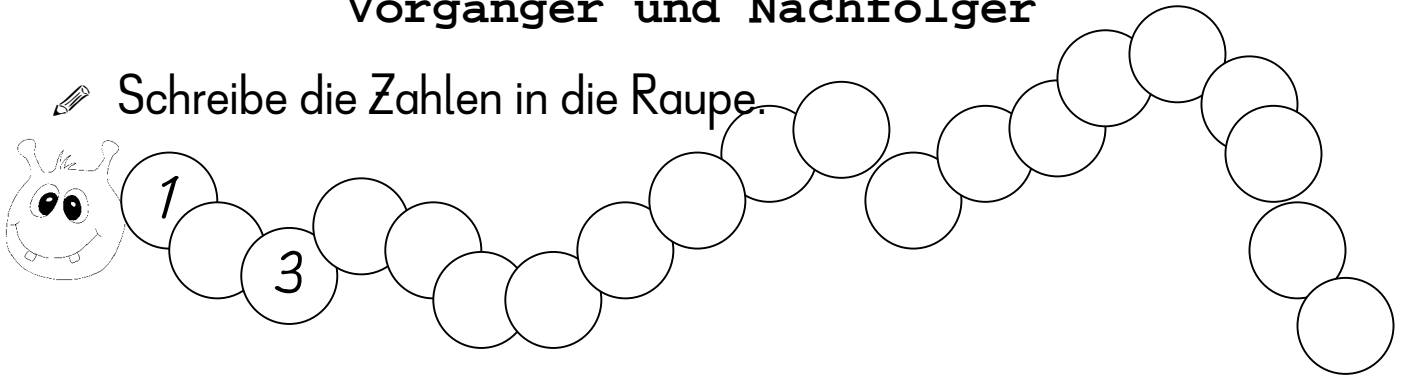 Vorgänger und Nachfolger
Schreibe die Zahlen in die Raupe.
1
3